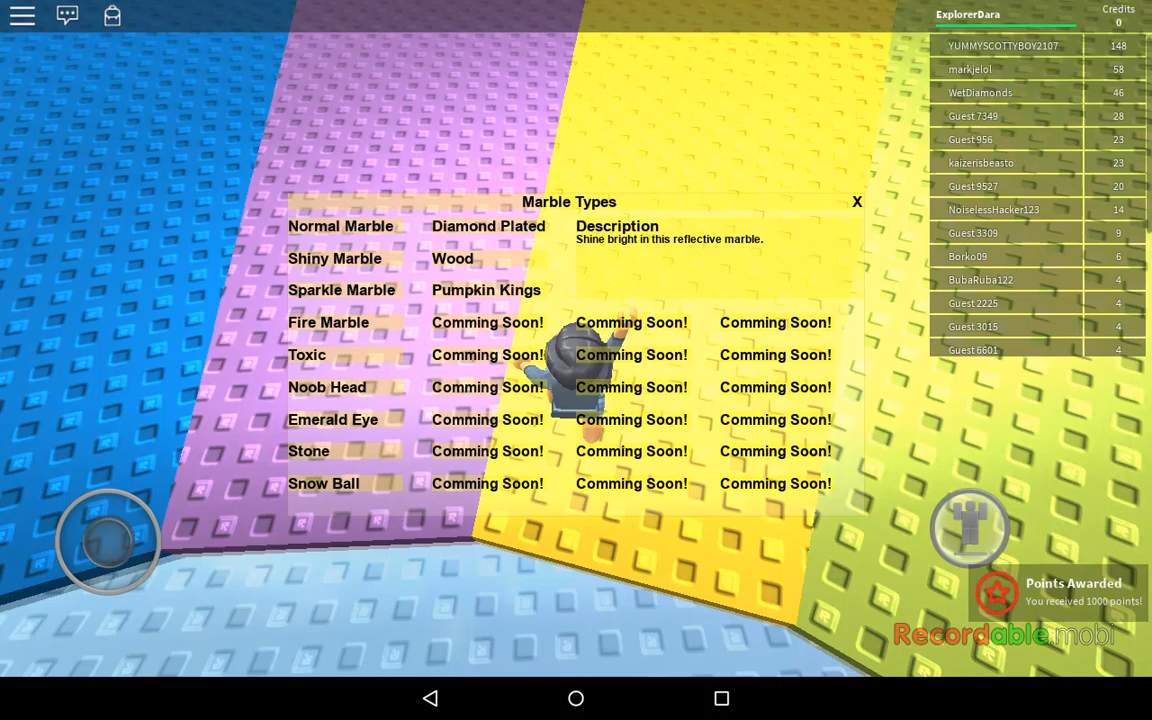 ExplorerDara
Credits
0
YUMMYSCOTTYBOY2107 148
markjelol 58
WetDiamonds 46
Guest 7349 28
Guest 956 23
kaizerisbeasto 23
Guest 9527 20
NoiselessHacker123 14
Guest 3309 9
Borko09 6
BubaRuba122 4
Guest 2225 4
Guest 3015 4
Guest 6601 4
Marble Types X
Normal Marble Diamond Plated Description
Shine bright in this reflective marble.
Shiny Marble Wood
Sparkle Marble Pumpkin Kings
Fire Marble Comming Soon! Comming Soon! Comming Soon!
Toxic Comming Soon! Comming Soon! Comming Soon!
Noob Head Comming Soon! Comming Soon! Comming Soon!
Emerald Eye Comming Soon! Comming Soon! Comming Soon!
Stone Comming Soon! Comming Soon! Comming Soon!
Snow Ball Comming Soon! Comming Soon! Comming Soon!
Points Awarded
You received 1000 points!
Recordable.mobi